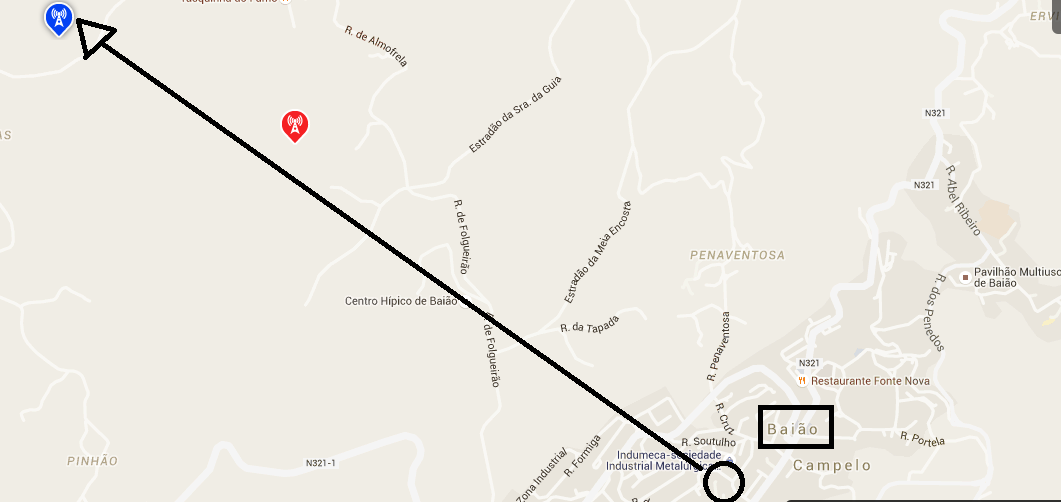 R. de Almofrela
Estradão da Sra. da Guia
N321
N321
R. Abel Ribeiro
R. de Folgueirão
Estradão da Meia Encosta
PENAVENTOSA
Pavilhão Multiuso
de Baião
R. dos Penedos
Centro Hípico de Baião
R. de Folgueirão
R. da Tapada
R. Penaventosa
N321
Restaurante Fonte Nova
R. Cruz
Baião
R. Portela
R. Soutulho
Indumeca-sociedade
Industrial Metalúrgica...
Campelo
PINHÃO
N321-1
Zona Industrial/
R. Formiga